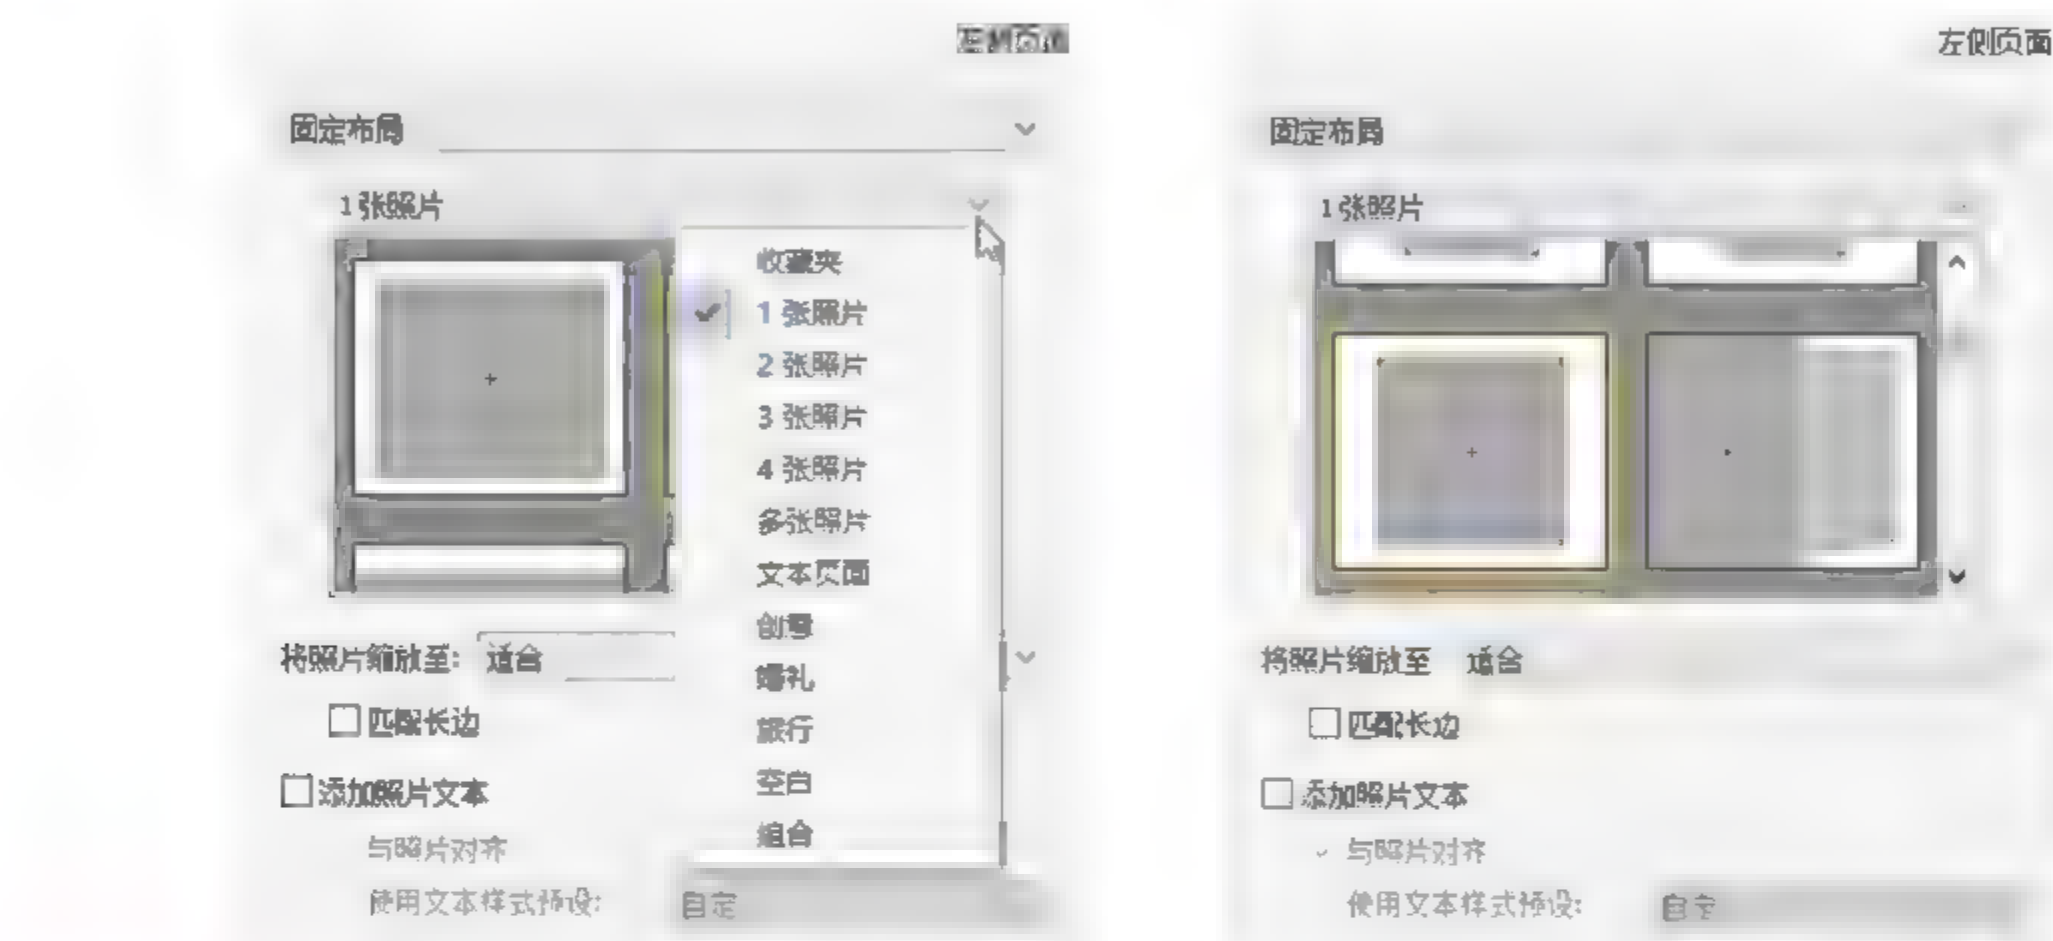 固定布局
1 张照片
收藏夹
1 张照片
2 张照片
3 张照片
4 张照片
多张照片
文本页面
创意
婚礼
旅行
空白
组合
将照片缩放至: 适合
匹配长边
添加照片文本
与照片对齐
使用文本样式预设: 自定
左侧页面
固定布局
1 张照片
将照片缩放至 适合
匹配长边
添加照片文本
与照片对齐
使用文本样式预设: 自定